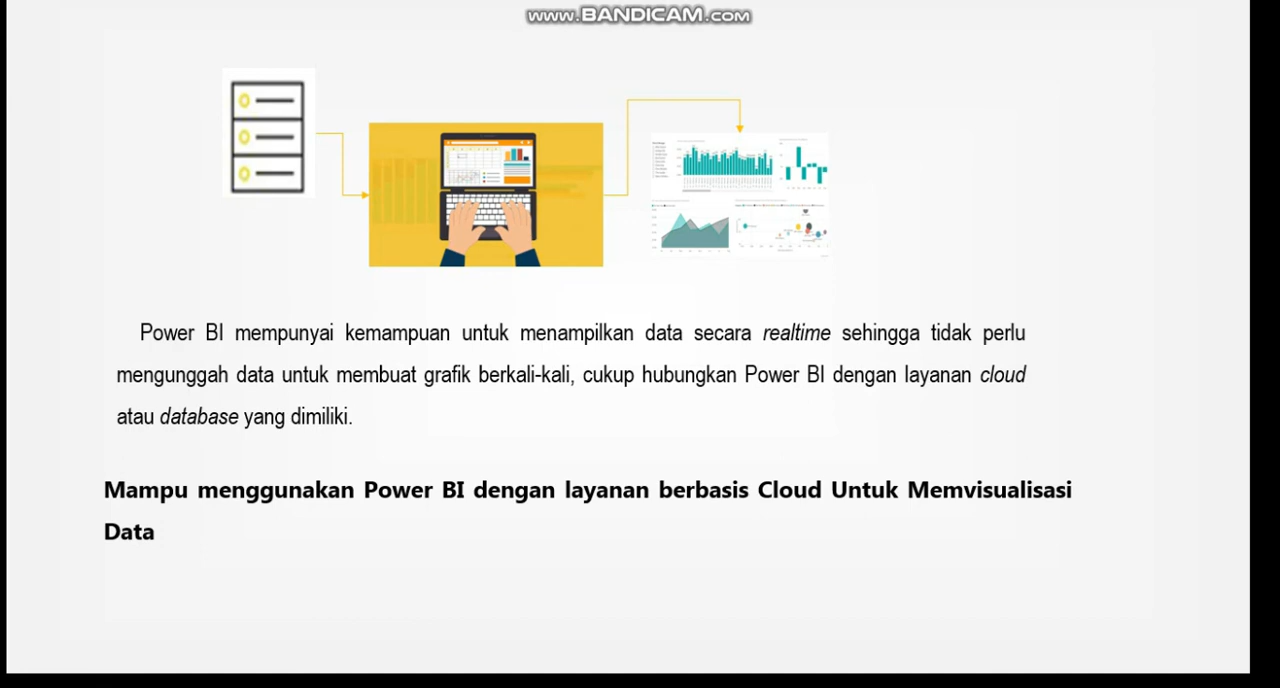 www.BANDICAM.com
Power BI mempunyai kemampuan untuk menampilkan data secara realtime sehingga tidak perlu
mengunggah data untuk membuat grafik berkali-kali, cukup hubungkan Power BI dengan layanan cloud
atau database yang dimiliki.
Mampu menggunakan Power BI dengan layanan berbasis Cloud Untuk Memvisualisasi
Data